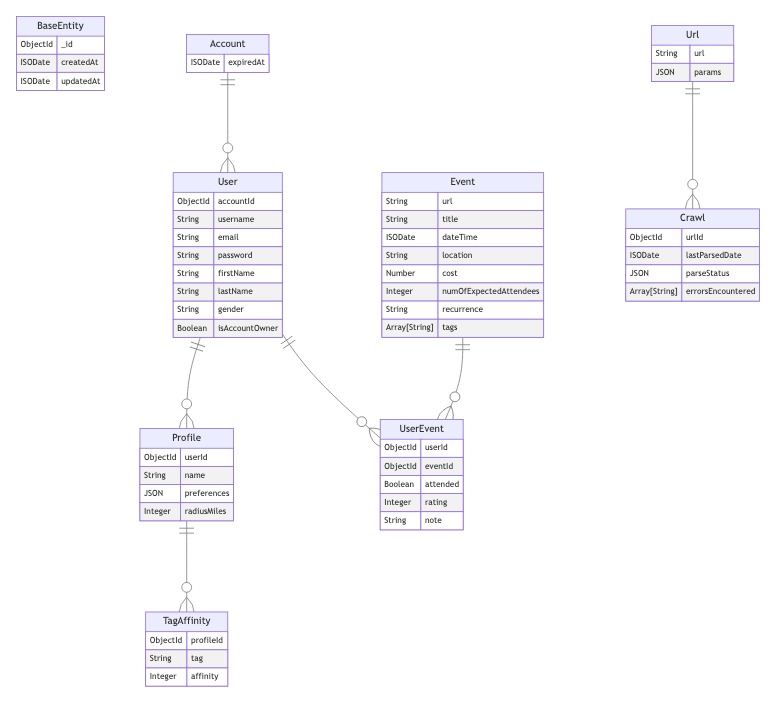 BaseEntity
ObjectId _id
ISODate createdAt
ISODate updatedAt
Account
ISODate expiredAt
Url
String url
JSON params
User
ObjectId accountId
String username
String email
String password
String firstName
String lastName
String gender
Boolean isAccountOwner
Event
String url
String title
ISODate dateTime
String location
Number cost
Integer numOfExpectedAttendees
String recurrence
Array[String] tags
Crawl
ObjectId urlId
ISODate lastParsedDate
JSON parseStatus
Array[String] errorsEncountered
Profile
ObjectId userId
String name
JSON preferences
Integer radiusMiles
UserEvent
ObjectId userId
ObjectId eventId
Boolean attended
Integer rating
String note
TagAffinity
ObjectId profileId
String tag
Integer affinity